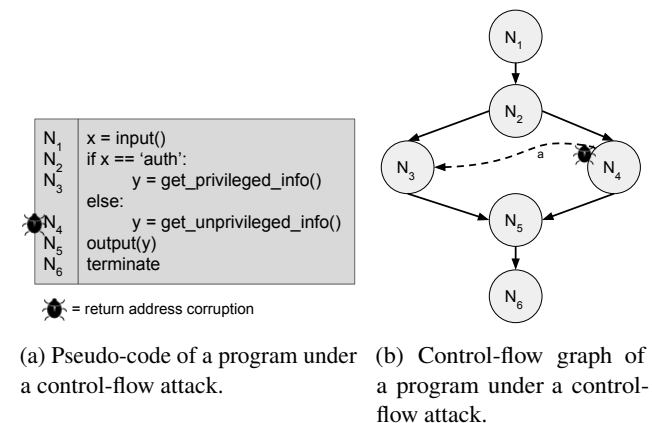 N1 x = input()
N2 if x == ‘auth’:
N3 y = get_privileged_info()
else:
N4 y = get_unprivileged_info()
N5 output(y)
N6 terminate
= return address corruption
(a) Pseudo-code of a program under
a control-flow attack.
N1
N2
N3
a
N4
N5
N6
(b) Control-flow graph of
a program under a control-
flow attack.